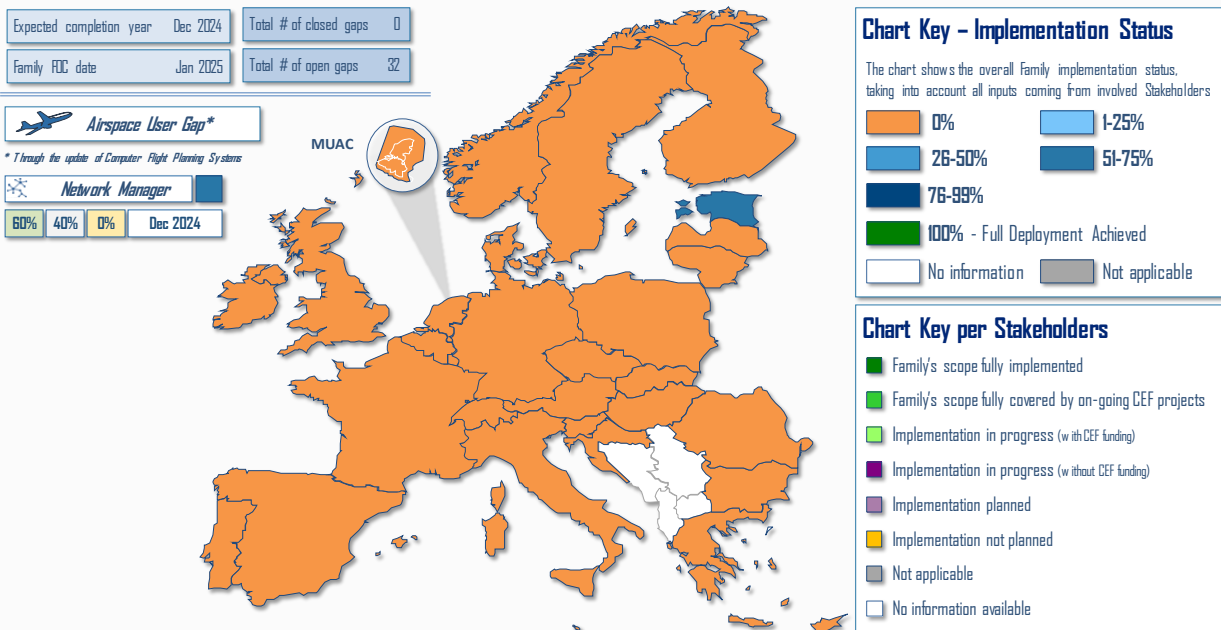 Expected completion year Dec 2024
Total # of closed gaps 0
Family FOC date Jan 2025
Total # of open gaps 32
Airspace User Gap*
* Through the update of Computer Flight Planning Systems
Network Manager
60% 40% 0% Dec 2024
MUAC
Chart Key – Implementation Status
The chart shows the overall Family implementation status,
taking into account all inputs coming from involved Stakeholders
0% 1-25%
26-50% 51-75%
76-99%
100% - Full Deployment Achieved
No information Not applicable
Chart Key per Stakeholders
Family's scope fully implemented
Family's scope fully covered by on-going CEF projects
Implementation in progress (with CEF funding)
Implementation in progress (without CEF funding)
Implementation planned
Implementation not planned
Not applicable
No information available